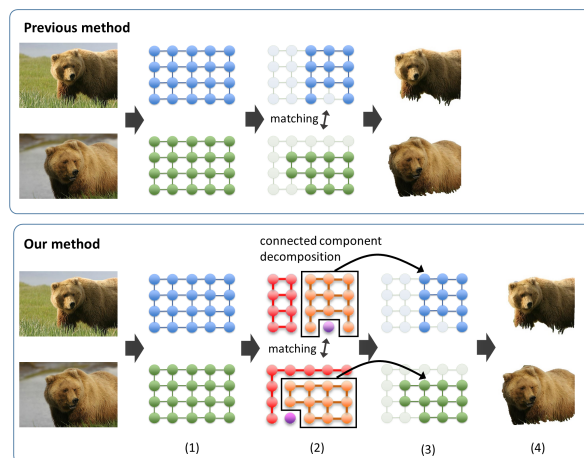 Previous method
matching
Our method
connected component
decomposition
matching
(1)
(2)
(3)
(4)